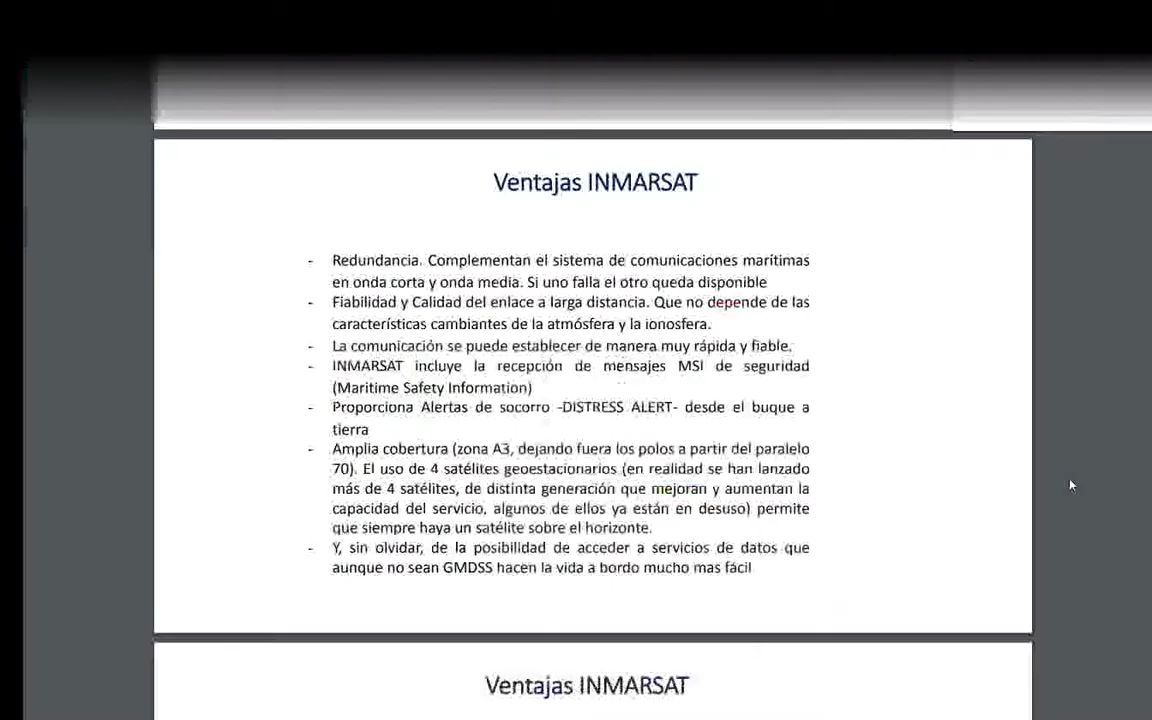 Ventajas INMARSAT
- Redundancia. Complementan el sistema de comunicaciones marítimas
en onda corta y onda media. Si uno falla el otro queda disponible
- Fiabilidad y Calidad del enlace a larga distancia. Que no depende de las
características cambiantes de la atmósfera y la ionosfera.
- La comunicación se puede establecer de manera muy rápida y fiable.
- INMARSAT incluye la recepción de mensajes MSI de seguridad
(Maritime Safety Information)
- Proporciona Alertas de socorro -DISTRESS ALERT- desde el buque a
tierra
- Amplia cobertura (zona A3, dejando fuera los polos a partir del paralelo
70). El uso de 4 satélites geoestacionarios (en realidad se han lanzado
más de 4 satélites, de distinta generación que mejoran y aumentan la
capacidad del servicio, algunos de ellos ya están en desuso) permite
que siempre haya un satélite sobre el horizonte.
- Y, sin olvidar, de la posibilidad de acceder a servicios de datos que
aunque no sean GMDSS hacen la vida a bordo mucho mas fácil
Ventajas INMARSAT